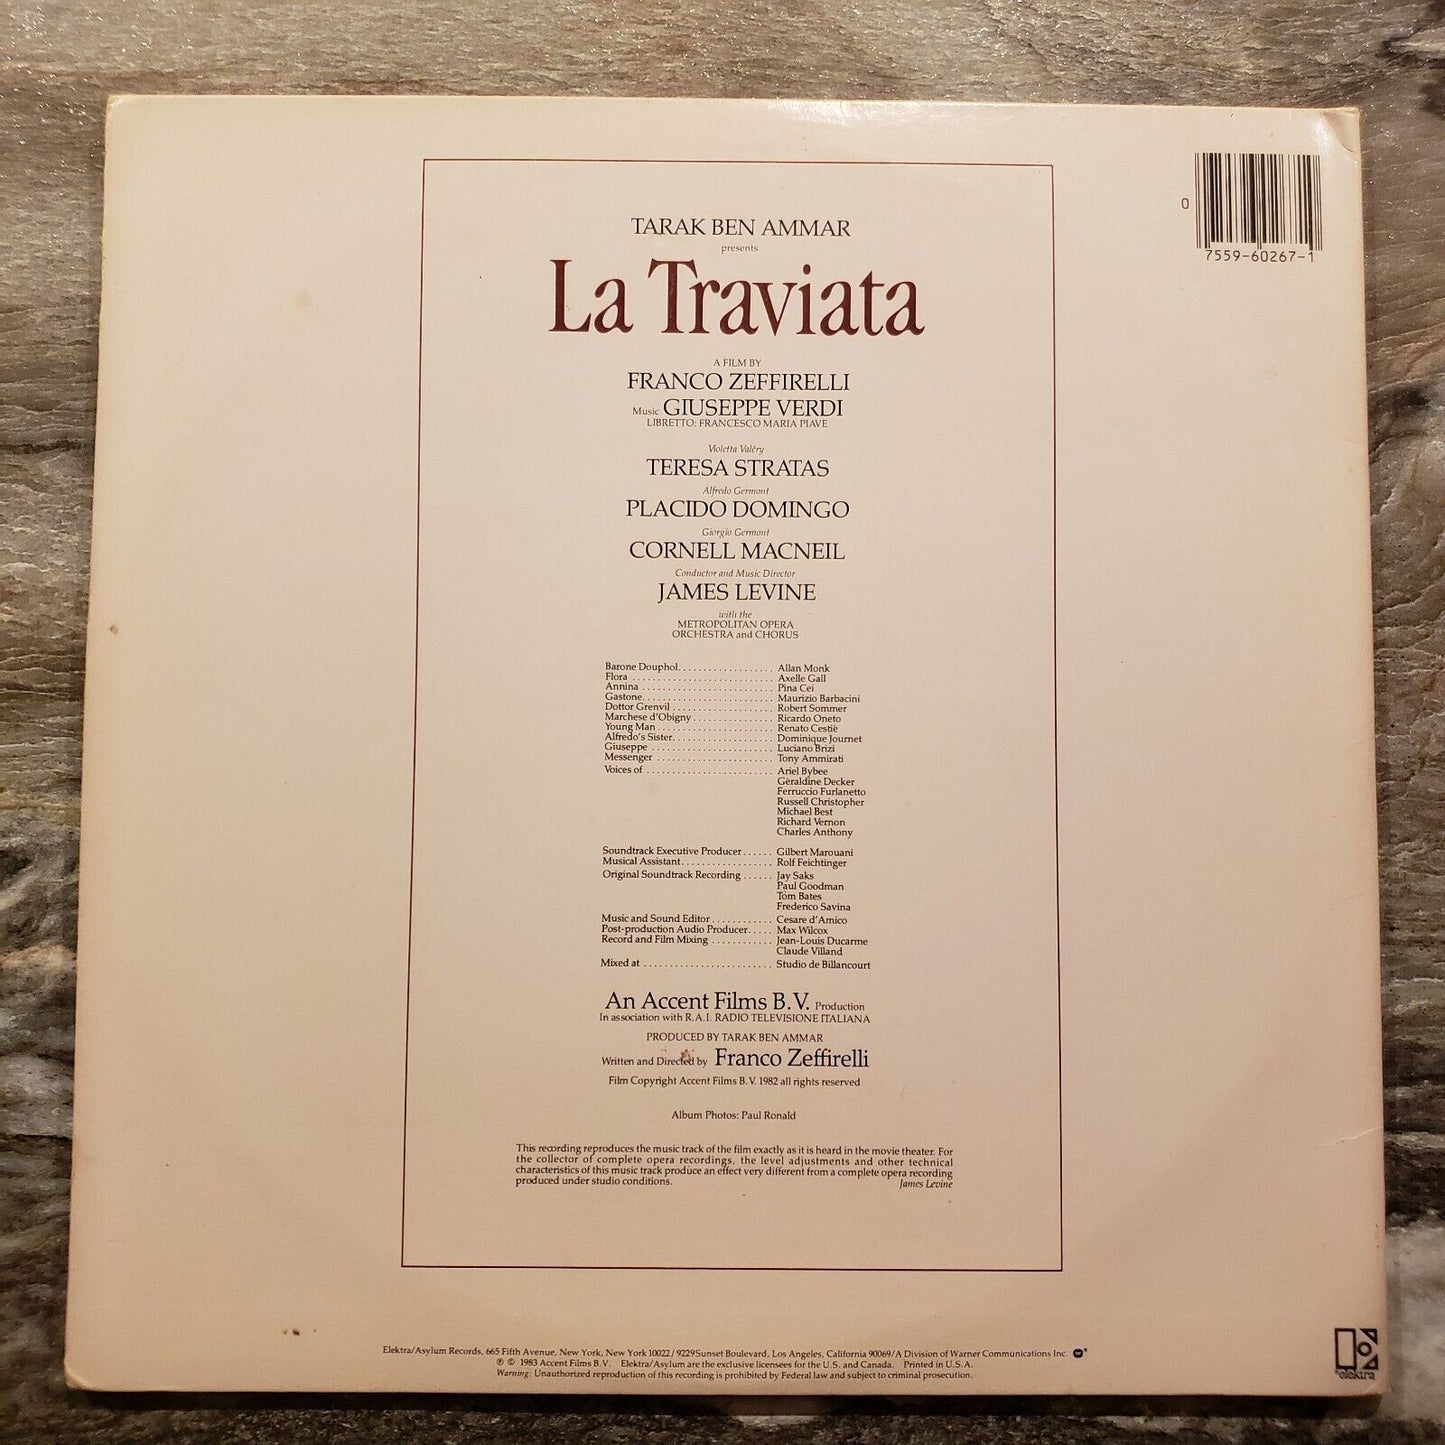 TARAK BEN AMMAR
presents
La Traviata
A FILM BY
FRANCO ZEFFIRELLI
Music GIUSEPPE VERDI
LIBRETTO: FRANCESCO MARIA PIAVE
Violetta Valéry
TERESA STRATAS
Alfredo Germont
PLACIDO DOMINGO
Giorgio Germont
CORNELL MACNEIL
Conductor and Music Director
JAMES LEVINE
with the
METROPOLITAN OPERA
ORCHESTRA and CHORUS
Barone Douphol................... Allan Monk
Flora ........................... Axelle Gall
Annina ......................... Pina Cei
Gastone......................... Maurizio Barbacini
Dottor Grenvil .................... Robert Sommer
Marchese d'Obigny................ Ricardo Oneto
Young Man ...................... Renato Cestiè
Alfredo's Sister.................... Dominique Journet
Giuseppe ....................... Luciano Brizi
Messenger ...................... Tony Ammirati
Voices of ........................ Ariel Bybee
Gèraldine Decker
Ferruccio Furlanetto
Russell Christopher
Michael Best
Richard Vernon
Charles Anthony
Soundtrack Executive Producer...... Gilbert Marouani
Musical Assistant.................. Rolf Feichtinger
Original Soundtrack Recording ...... Jay Saks
Paul Goodman
Tom Bates
Frederico Savina
Music and Sound Editor ........... Cesare d'Amico
Post-production Audio Producer..... Max Wilcox
Record and Film Mixing ........... Jean-Louis Ducarme
Claude Villand
Mixed at ........................ Studio de Billancourt
An Accent Films B.V. Production
In association with R.A.I. RADIO TELEVISIONE ITALIANA
PRODUCED BY TARAK BEN AMMAR
Written and Directed by Franco Zeffirelli
Film Copyright Accent Films B.V. 1982 all rights reserved
Album Photos: Paul Ronald
This recording reproduces the music track of the film exactly as it is heard in the movie theater. For
the collector of complete opera recordings, the level adjustments and other technical
characteristics of this music track produce an effect very different from a complete opera recording
produced under studio conditions. James Levine
0 7559-60267-1
Elektra/Asylum Records, 665 Fifth Avenue, New York, New York 10022 / 9229 Sunset Boulevard, Los Angeles, California 90069/A Division of Warner Communications Inc.
℗ © 1983 Accent Films B.V. Elektra/Asylum are the exclusive licensees for the U.S. and Canada. Printed in U.S.A.
Warning: Unauthorized reproduction of this recording is prohibited by Federal law and subject to criminal prosecution.
elektra